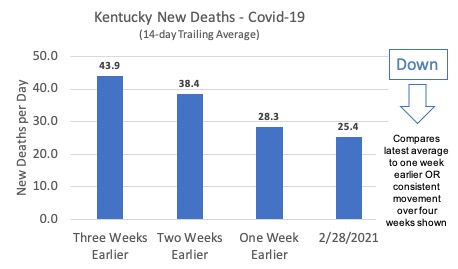 Kentucky New Deaths - Covid-19
(14-day Trailing Average)
New Deaths per Day
50.0
40.0
30.0
20.0
10.0
0.0
43.9
38.4
28.3
25.4
Three Weeks
Earlier
Two Weeks
Earlier
One Week
Earlier
2/28/2021
Down
Compares
latest average
to one week
earlier OR
consistent
movement
over four
weeks shown